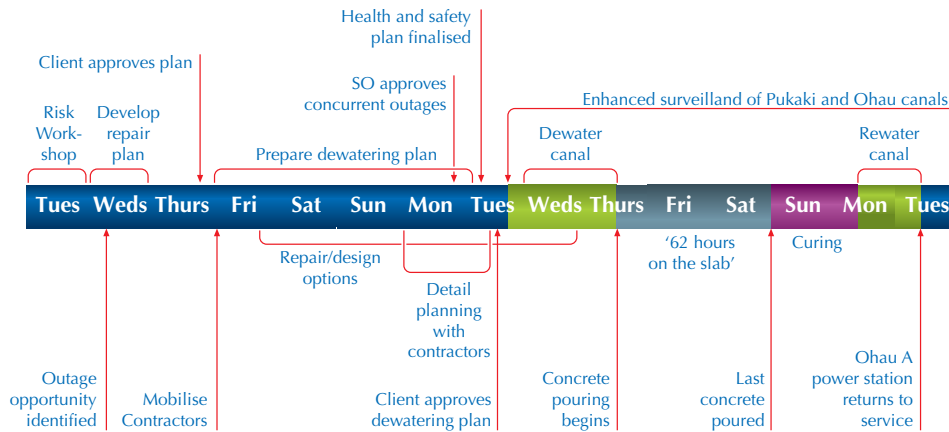 Health and safety
plan finalised
Client approves plan
SO approves
concurrent outages
Enhanced surveilland of Pukaki and Ohau canals
Risk
Work-
shop
Develop
repair
plan
Prepare dewatering plan
Dewater
canal
Rewater
canal
Tues Weds Thurs Fri Sat Sun Mon Tues Weds Thurs Fri Sat Sun Mon Tues
Repair/design
options
‘62 hours
on the slab’
Curing
Detail
planning
with
contractors
Outage
opportunity
identified
Mobilise
Contractors
Client approves
dewatering plan
Concrete
pouring
begins
Last
concrete
poured
Ohau A
power station
returns to
service